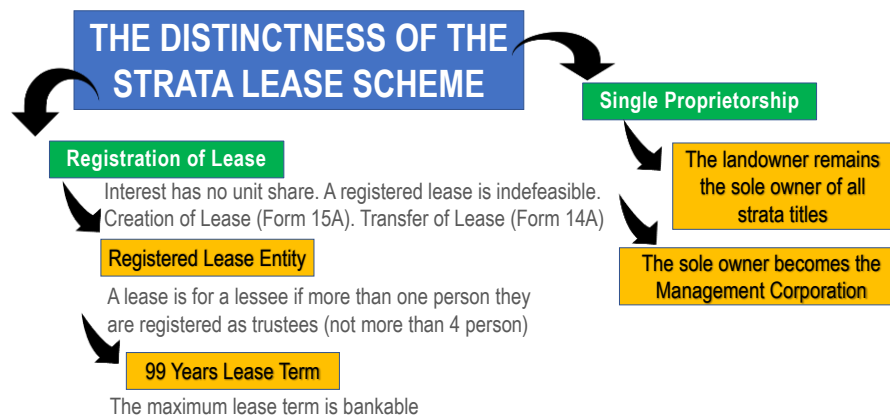 THE DISTINCTNESS OF THE
STRATA LEASE SCHEME
Registration of Lease
Interest has no unit share. A registered lease is indefeasible.
Creation of Lease (Form 15A). Transfer of Lease (Form 14A)
Registered Lease Entity
A lease is for a lessee if more than one person they
are registered as trustees (not more than 4 person)
99 Years Lease Term
The maximum lease term is bankable
Single Proprietorship
The landowner remains
the sole owner of all
strata titles
The sole owner becomes the
Management Corporation